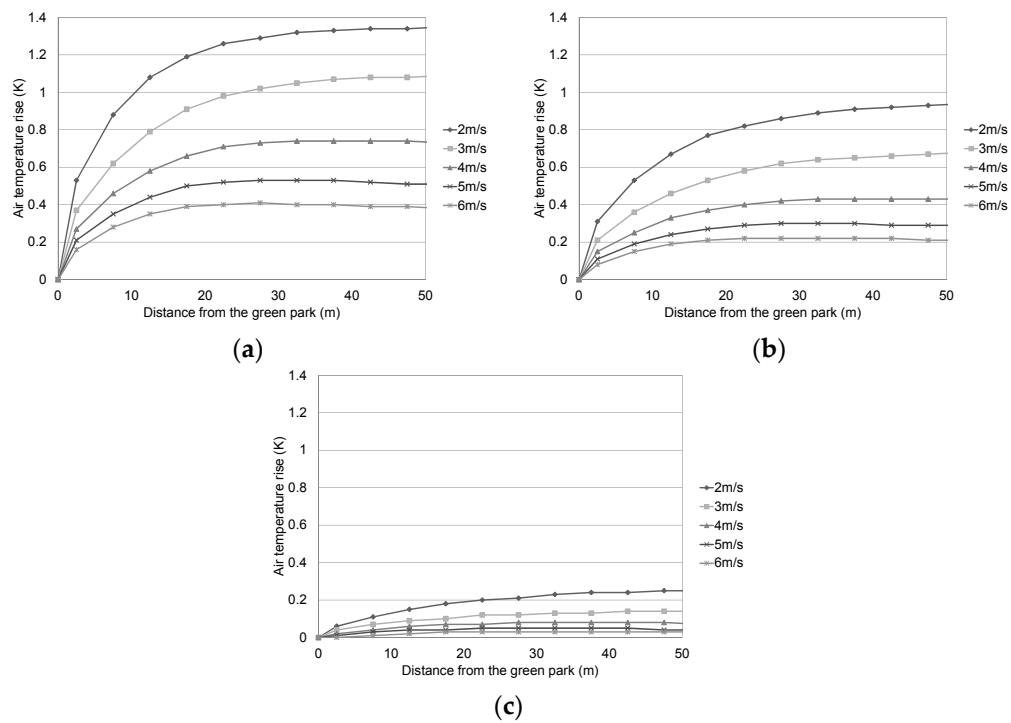 1.4
1.2
1
0.8
0.6
0.4
0.2
0
0 10 20 30 40 50
Air temperature rise (K)
Distance from the green park (m)
2m/s
3m/s
4m/s
5m/s
6m/s
(a)
1.4
1.2
1
0.8
0.6
0.4
0.2
0
0 10 20 30 40 50
Air temperature rise (K)
Distance from the green park (m)
2m/s
3m/s
4m/s
5m/s
6m/s
(b)
1.4
1.2
1
0.8
0.6
0.4
0.2
0
0 10 20 30 40 50
Air temperature rise (K)
Distance from the green park (m)
2m/s
3m/s
4m/s
5m/s
6m/s
(c)